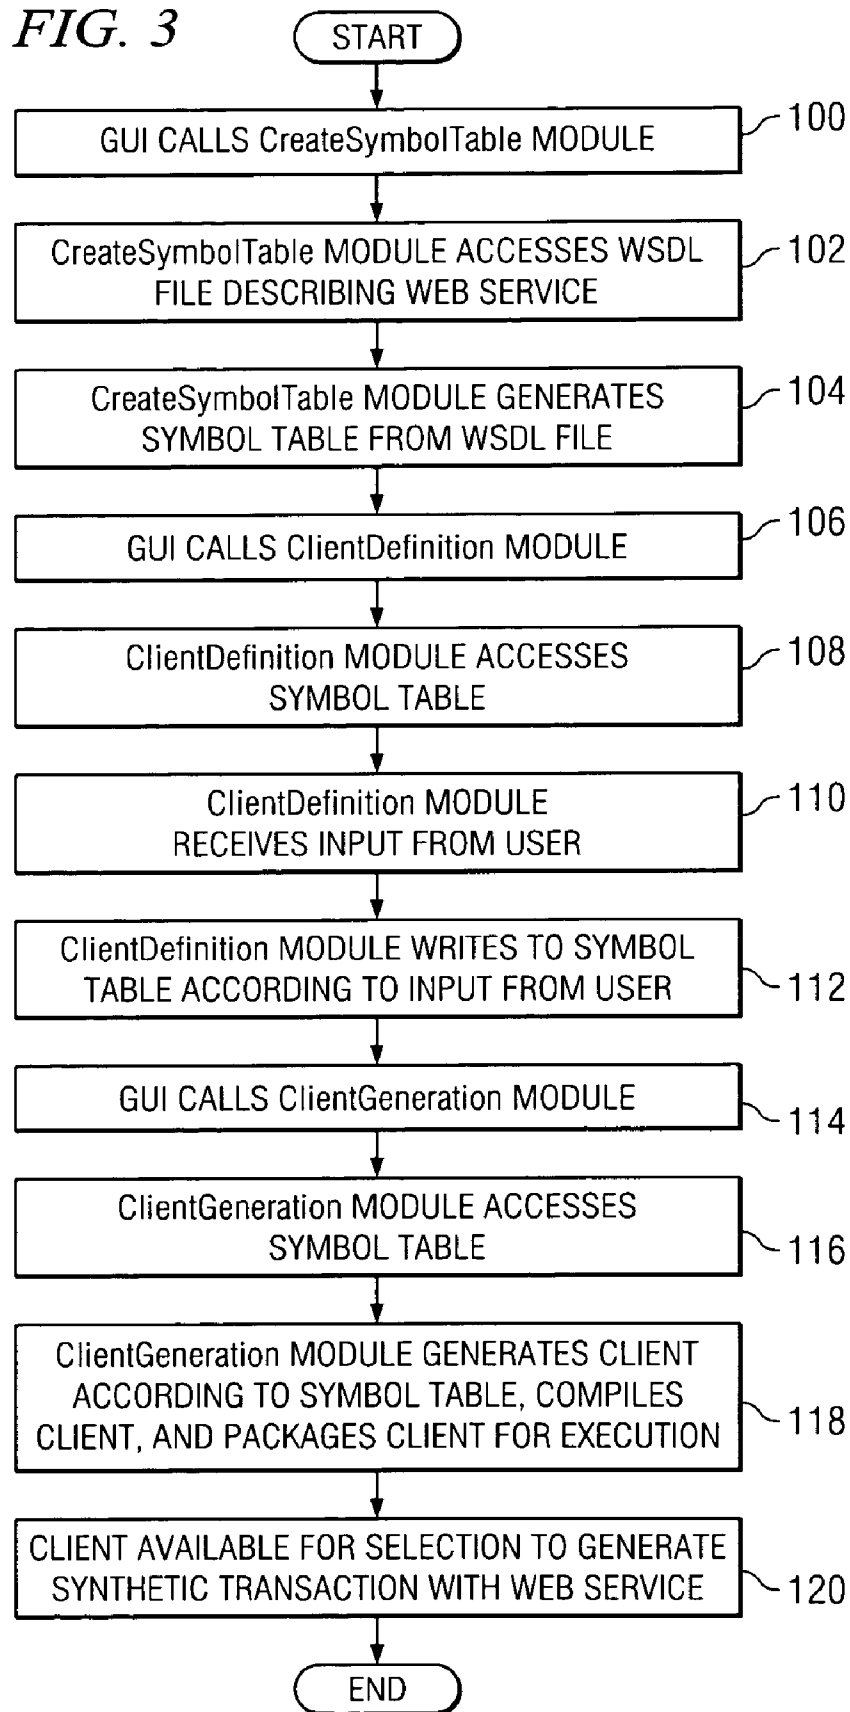 FIG. 3
START
GUI CALLS CreateSymbolTable MODULE
100
CreateSymbolTable MODULE ACCESSES WSDL
FILE DESCRIBING WEB SERVICE
102
CreateSymbolTable MODULE GENERATES
SYMBOL TABLE FROM WSDL FILE
104
GUI CALLS ClientDefinition MODULE
106
ClientDefinition MODULE ACCESSES
SYMBOL TABLE
108
ClientDefinition MODULE
RECEIVES INPUT FROM USER
110
ClientDefinition MODULE WRITES TO SYMBOL
TABLE ACCORDING TO INPUT FROM USER
112
GUI CALLS ClientGeneration MODULE
114
ClientGeneration MODULE ACCESSES
SYMBOL TABLE
116
ClientGeneration MODULE GENERATES CLIENT
ACCORDING TO SYMBOL TABLE, COMPILES
CLIENT, AND PACKAGES CLIENT FOR EXECUTION
118
CLIENT AVAILABLE FOR SELECTION TO GENERATE
SYNTHETIC TRANSACTION WITH WEB SERVICE
120
END